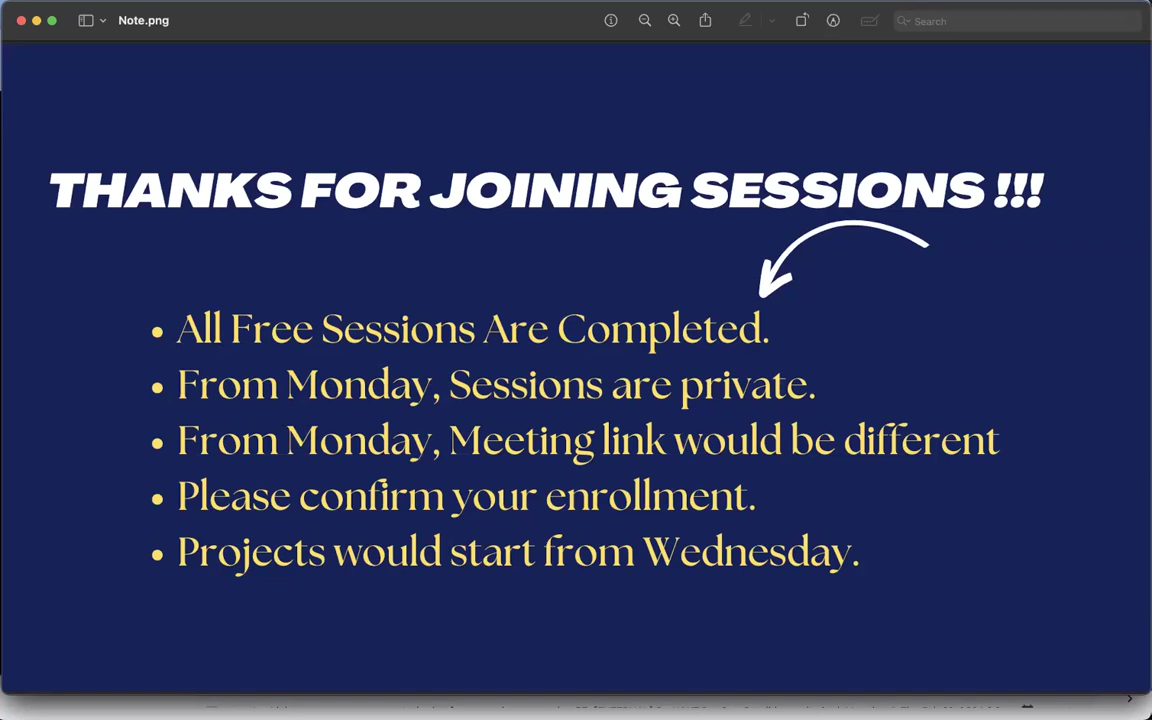 Note.png
Search
THANKS FOR JOINING SESSIONS !!!
• All Free Sessions Are Completed.
• From Monday, Sessions are private.
• From Monday, Meeting link would be different
• Please confirm your enrollment.
• Projects would start from Wednesday.